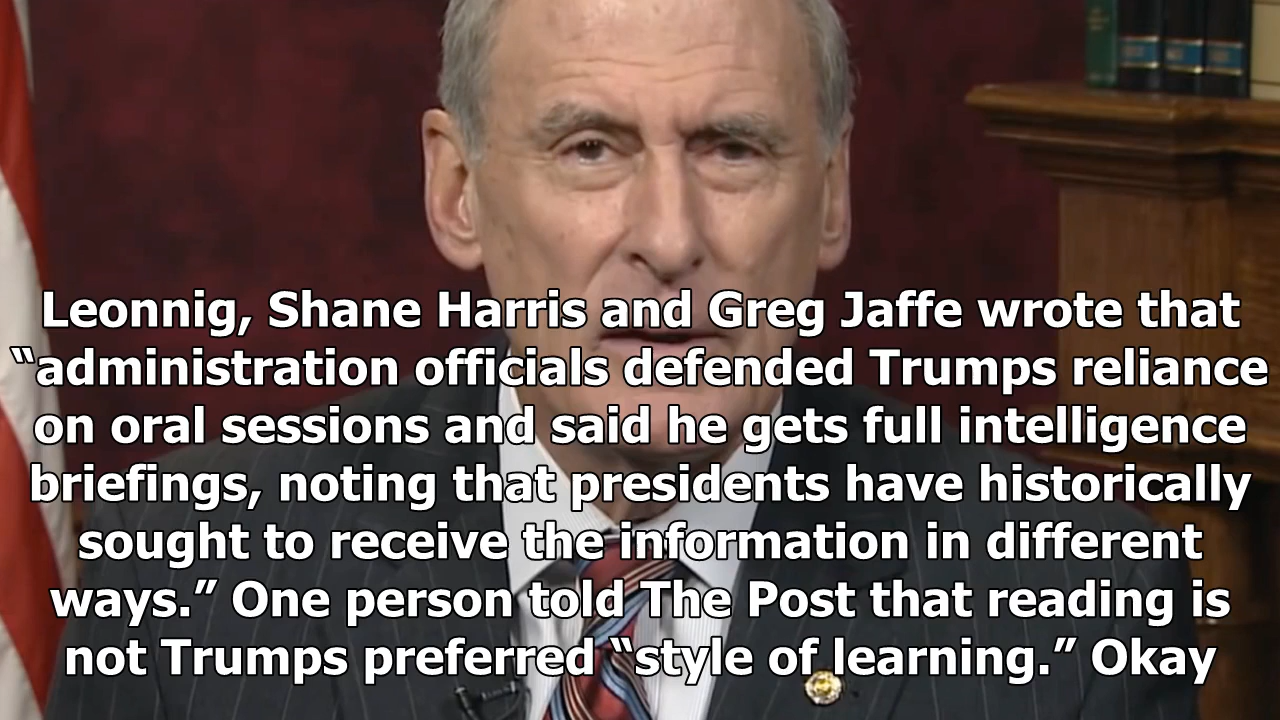 Leonnig, Shane Harris and Greg Jaffe wrote that
“administration officials defended Trumps reliance
on oral sessions and said he gets full intelligence
briefings, noting that presidents have historically
sought to receive the information in different
ways.” One person told The Post that reading is
not Trumps preferred “style of learning.” Okay